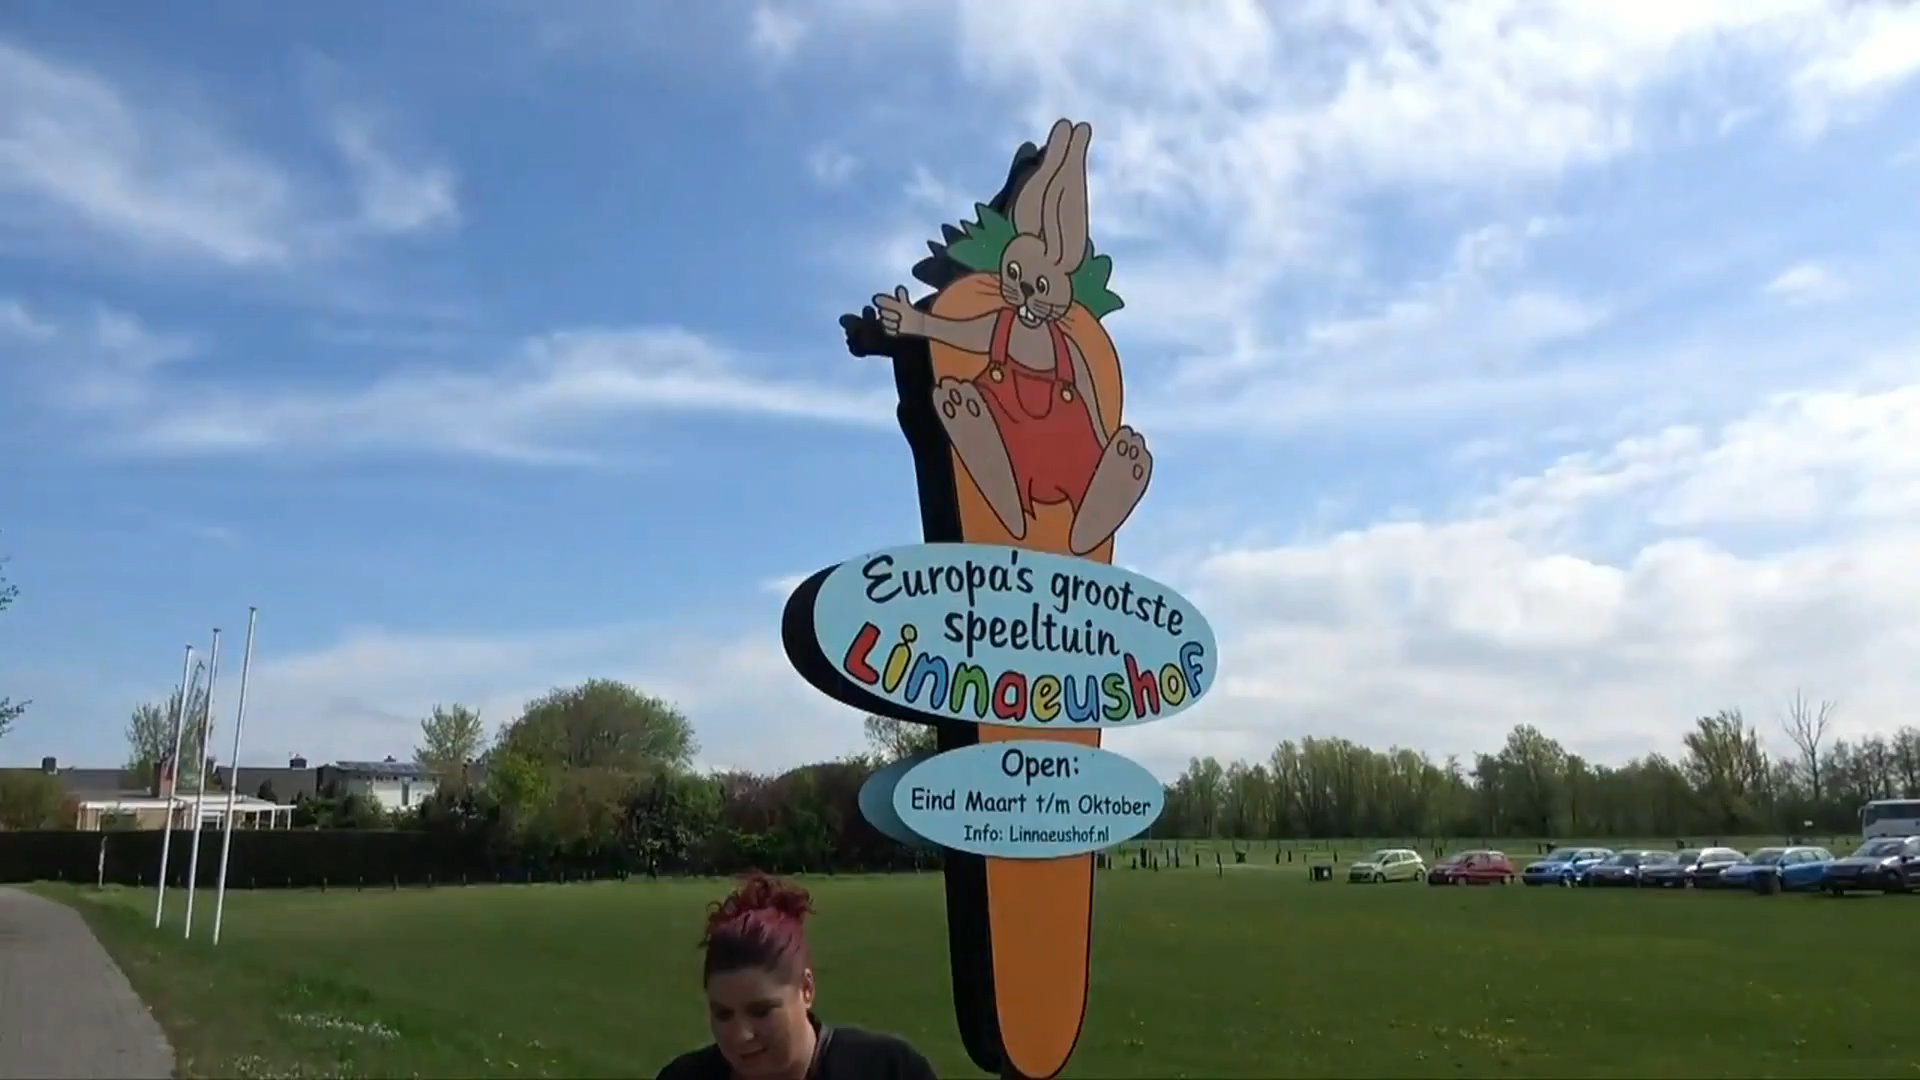 Europa's grootste
speeltuin
Linnaeushof
Open:
Eind Maart t/m Oktober
Info: Linnaeushof.nl